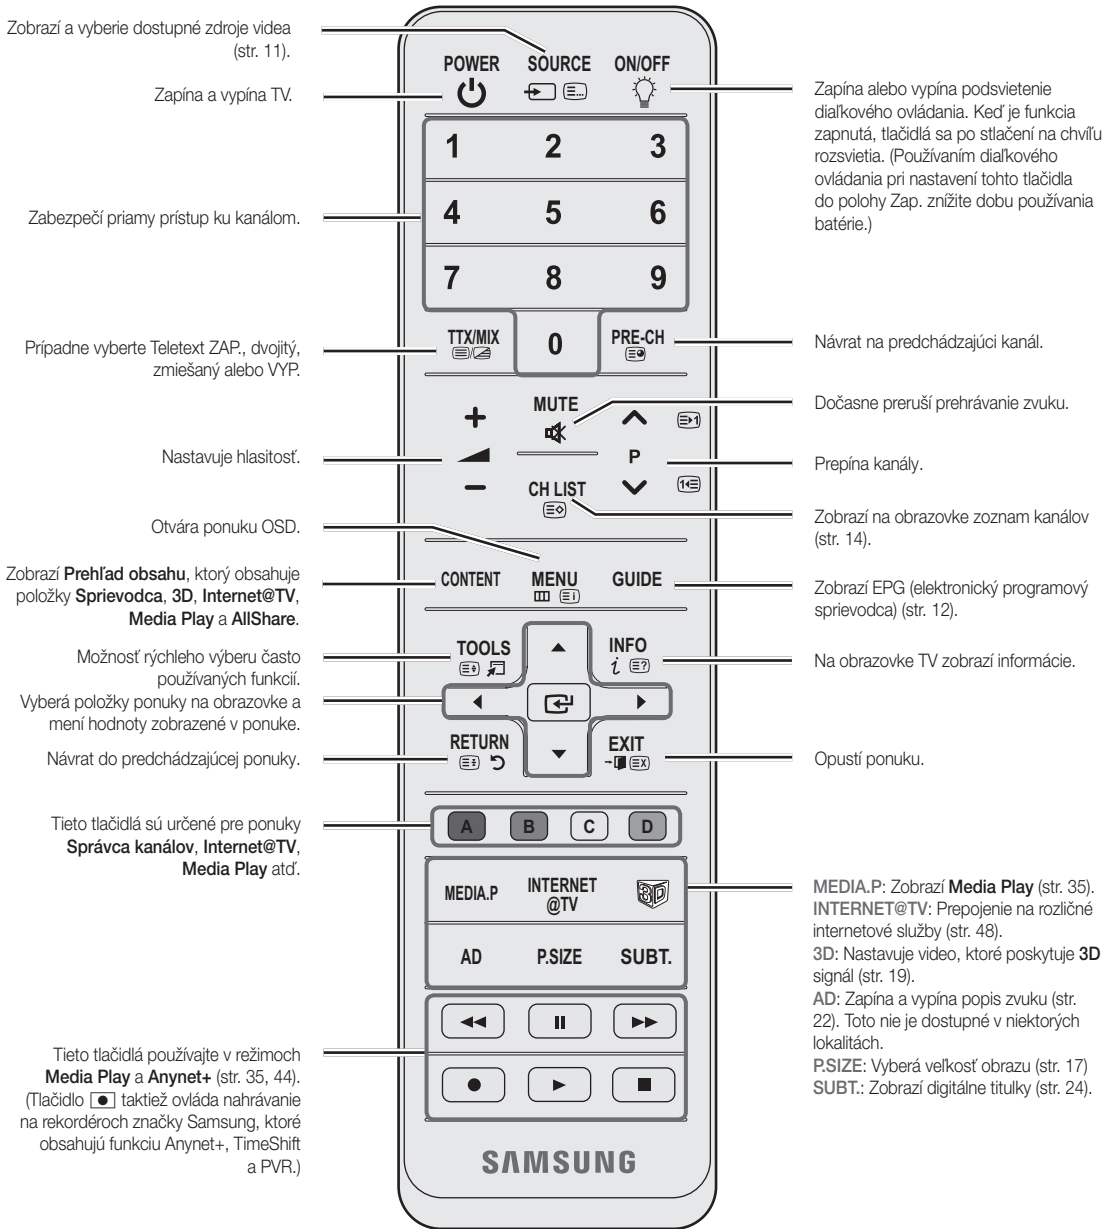 Zobrazí a vyberie dostupné zdroje videa
(str. 11).
Zapína a vypína TV.
Zabezpečí priamy prístup ku kanálom.
Prípadne vyberte Teletext ZAP., dvojitý,
zmiešaný alebo VYP.
Nastavuje hlasitosť.
Otvára ponuku OSD.
Zobrazí Prehľad obsahu, ktorý obsahuje
položky Sprievodca, 3D, Internet@TV,
Media Play a AllShare.
Možnosť rýchleho výberu často
používaných funkcií.
Vyberá položky ponuky na obrazovke a
mení hodnoty zobrazené v ponuke.
Návrat do predchádzajúcej ponuky.
Tieto tlačidlá sú určené pre ponuky
Správca kanálov, Internet@TV,
Media Play atď.
Tieto tlačidlá používajte v režimoch
Media Play a Anynet+ (str. 35, 44).
(Tlačidlo taktiež ovláda nahrávanie
na rekordéroch značky Samsung, ktoré
obsahujú funkciu Anynet+, TimeShift
a PVR.)
POWER SOURCE ON/OFF
1 2 3
4 5 6
7 8 9
TTX/MIX 0 PRE-CH
MUTE
P
CH LIST
CONTENT MENU GUIDE
TOOLS INFO
RETURN EXIT
A B C D
MEDIA.P INTERNET @TV 3D
AD P.SIZE SUBT.
SAMSUNG
Zapína alebo vypína podsvietenie
diaľkového ovládania. Keď je funkcia
zapnutá, tlačidlá sa po stlačení na chvíľu
rozsvietia. (Používaním diaľkového
ovládania pri nastavení tohto tlačidla
do polohy Zap. znížite dobu používania
batérie.)
Návrat na predchádzajúci kanál.
Dočasne preruší prehrávanie zvuku.
Prepína kanály.
Zobrazí na obrazovke zoznam kanálov
(str. 14).
Zobrazí EPG (elektronický programový
sprievodca) (str. 12).
Na obrazovke TV zobrazí informácie.
Opustí ponuku.
MEDIA.P: Zobrazí Media Play (str. 35).
INTERNET@TV: Prepojenie na rozličné
internetové služby (str. 48).
3D: Nastavuje video, ktoré poskytuje 3D
signál (str. 19).
AD: Zapína a vypína popis zvuku (str.
22). Toto nie je dostupné v niektorých
lokalitách.
P.SIZE: Vyberá veľkosť obrazu (str. 17)
SUBT.: Zobrazí digitálne titulky (str. 24).